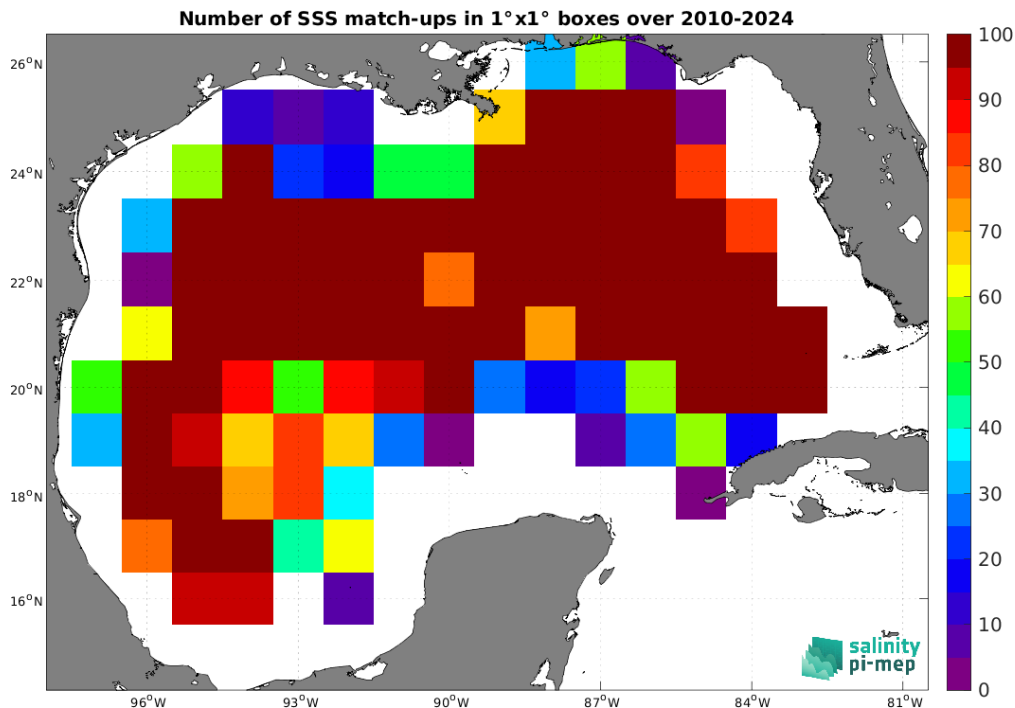 Number of SSS match-ups in 1°x1° boxes over 2010-2024
26°N
24°N
22°N
20°N
18°N
16°N
96°W
93°W
90°W
87°W
84°W
81°W
100
90
80
70
60
50
40
30
20
10
0
salinity
pi-mep